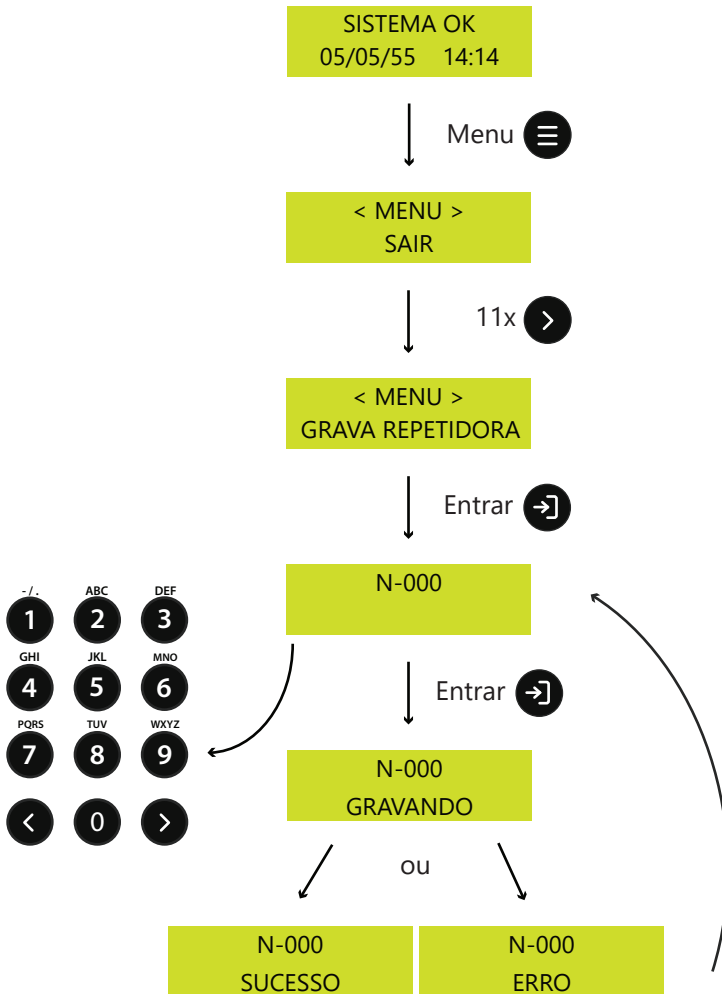 SISTEMA OK
05/05/55 14:14
Menu
< MENU >
SAIR
11x
< MENU >
GRAVA REPETIDORA
Entrar
N-000
-/. ABC DEF
1 2 3
GHI JKL MNO
4 5 6
PQRS TUV WXYZ
7 8 9
< 0 >
Entrar
N-000
GRAVANDO
ou
N-000
SUCESSO
N-000
ERRO